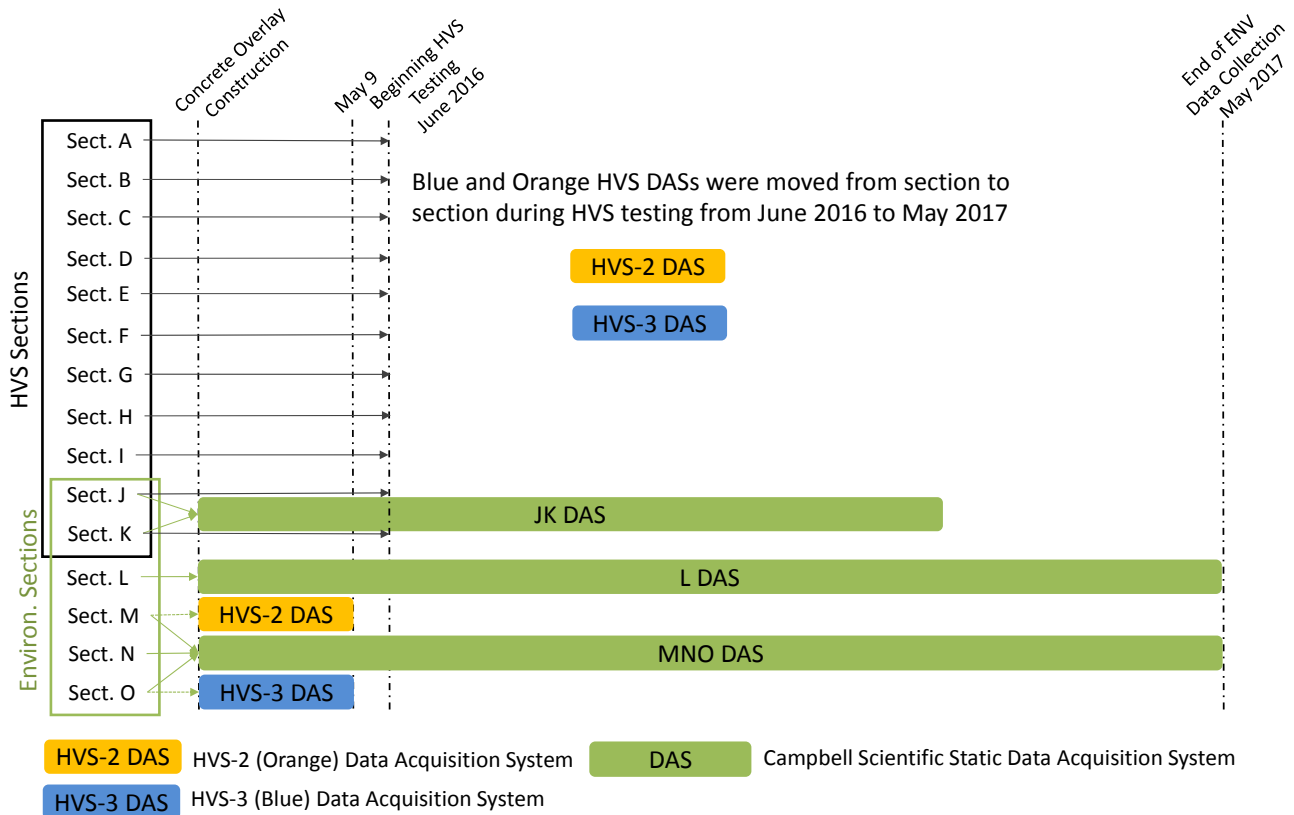 Concrete Overlay
Construction
May 9
Beginning HVS
Testing
June 2016
End of ENV
Data Collection
May 2017
HVS Sections
Environ. Sections
Sect. A
Sect. B
Sect. C
Sect. D
Sect. E
Sect. F
Sect. G
Sect. H
Sect. I
Sect. J
Sect. K
Sect. L
Sect. M
Sect. N
Sect. O
Blue and Orange HVS DASs were moved from section to
section during HVS testing from June 2016 to May 2017
HVS-2 DAS
HVS-3 DAS
JK DAS
L DAS
HVS-2 DAS
MNO DAS
HVS-3 DAS
HVS-2 DAS HVS-2 (Orange) Data Acquisition System DAS Campbell Scientific Static Data Acquisition System
HVS-3 DAS HVS-3 (Blue) Data Acquisition System